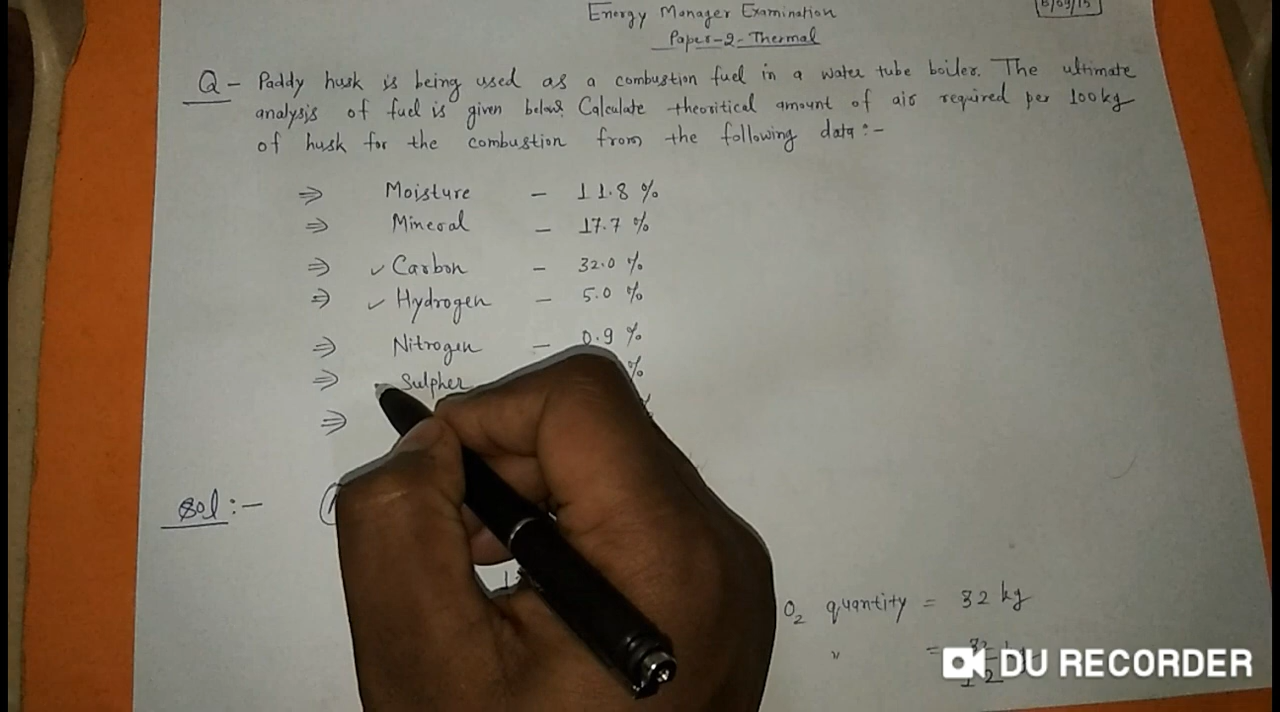 Energy Manager Examination
Paper-2-Thermal
Q - Paddy husk is being used as a combustion fuel in a water tube boiler. The ultimate
analysis of fuel is given below. Calculate theoritical amount of air required per 100kg
of husk for the combustion from the following data :-
⇒ Moisture - 11.8 %
⇒ Mineral - 17.7 %
⇒ ✓ Carbon - 32.0 %
⇒ ✓ Hydrogen - 5.0 %
⇒ Nitrogen - 0.9 %
⇒ Sulpher %
⇒ %
Sol :-
O2 quantity = 32 kg
" =
DU RECORDER